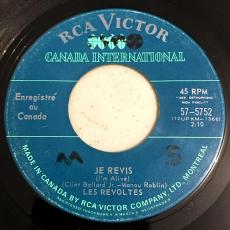 RCA VICTOR
CANADA INTERNATIONAL
Enregistré
au Canada
45 RPM
57-5752
2:10
M S
JE REVIS
(I'm Alive)
(Clint Ballard Jr.-Manou Roblin)
LES REVOLTES
MADE IN CANADA BY RCA VICTOR COMPANY LTD.-MONTREAL